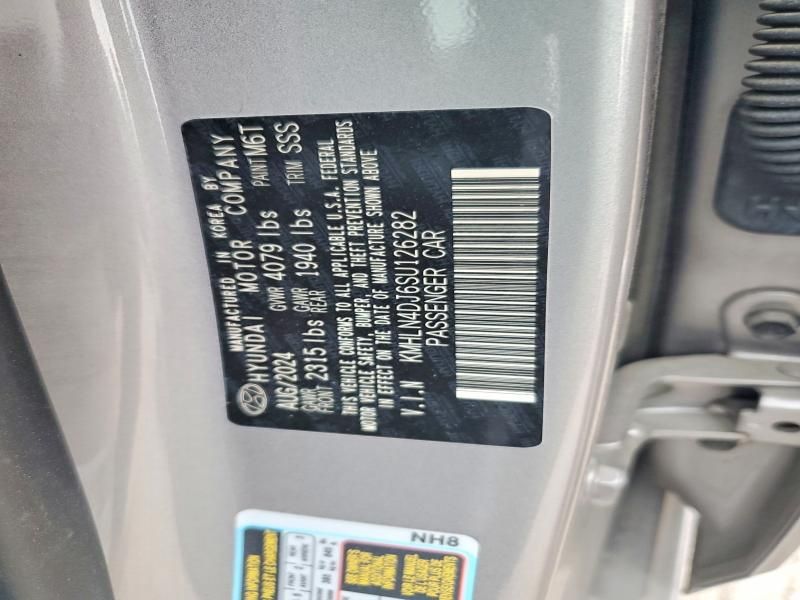 MANUFACTURED IN KOREA BY
HYUNDAI MOTOR COMPANY
AUG/2024 GVWR 4079 lbs PAINT M6T
GAWR FRONT 2315 lbs GAWR REAR 1940 lbs TRIM SSS
THIS VEHICLE CONFORMS TO ALL APPLICABLE U.S.A. FEDERAL
MOTOR VEHICLE SAFETY, BUMPER, AND THEFT PREVENTION STANDARDS
IN EFFECT ON THE DATE OF MANUFACTURE SHOWN ABOVE.
V.I.N KMHLN4DJ6SU126282
PASSENGER CAR
NH8